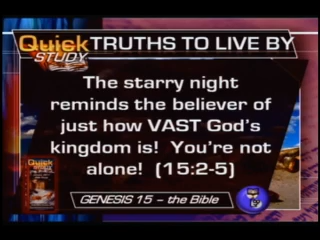 Quick STUDY TRUTHS TO LIVE BY
The starry night
reminds the believer of
just how VAST God's
kingdom is! You're not
alone! (15:2-5)
Quick
GENESIS 15 – the Bible